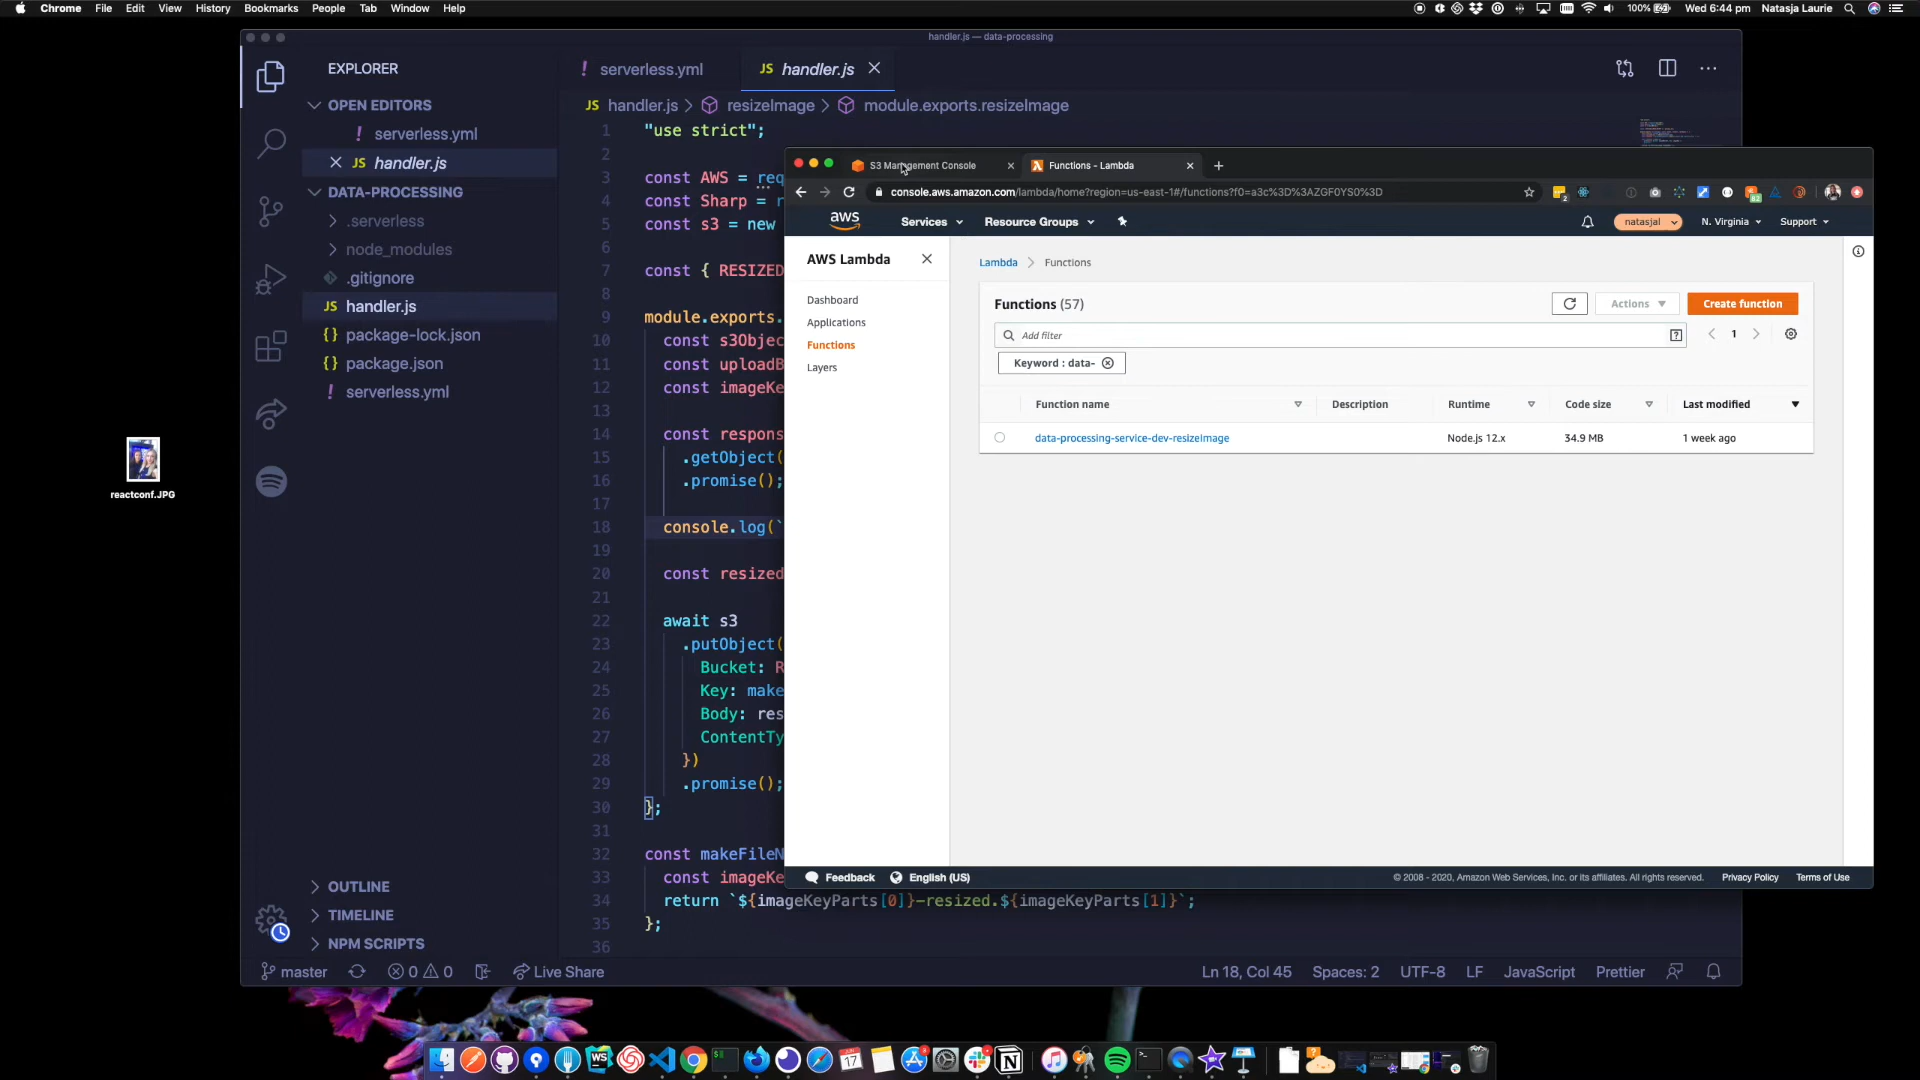 Chrome File Edit View History Bookmarks People Tab Window Help
100% Wed 6:44 pm Natasja Laurie
handler.js — data-processing
EXPLORER
OPEN EDITORS
! serverless.yml
JS handler.js
DATA-PROCESSING
.serverless
node_modules
.gitignore
JS handler.js
{} package-lock.json
{} package.json
! serverless.yml
OUTLINE
TIMELINE
NPM SCRIPTS
reactconf.JPG
! serverless.yml
JS handler.js
JS handler.js > resizeImage > module.exports.resizeImage
1 "use strict";
2
3 const AWS = req
4 const Sharp = r
5 const s3 = new
6
7 const { RESIZED
8
9 module.exports.
10 const s3Objec
11 const uploadB
12 const imageKe
13
14 const respons
15 .getObject(
16 .promise();
17
18 console.log(`
19
20 const resized
21
22 await s3
23 .putObject(
24 Bucket: R
25 Key: make
26 Body: res
27 ContentTy
28 })
29 .promise();
30 };
31
32 const makeFileN
33 const imageKe
34 return `${imageKeyParts[0]}-resized.${imageKeyParts[1]}`;
35 };
36
S3 Management Console
Functions - Lambda
console.aws.amazon.com/lambda/home?region=us-east-1#/functions?f0=a3c%3D%3AZGF0YS0%3D
aws Services Resource Groups natasjal N. Virginia Support
AWS Lambda
Dashboard
Applications
Functions
Layers
Lambda > Functions
Functions (57)
Actions
Create function
Add filter
1
Keyword : data-
Function name Description Runtime Code size Last modified
data-processing-service-dev-resizeImage Node.js 12.x 34.9 MB 1 week ago
Feedback English (US)
© 2008 - 2020, Amazon Web Services, Inc. or its affiliates. All rights reserved. Privacy Policy Terms of Use
master 0 0 Live Share
Ln 18, Col 45 Spaces: 2 UTF-8 LF JavaScript Prettier